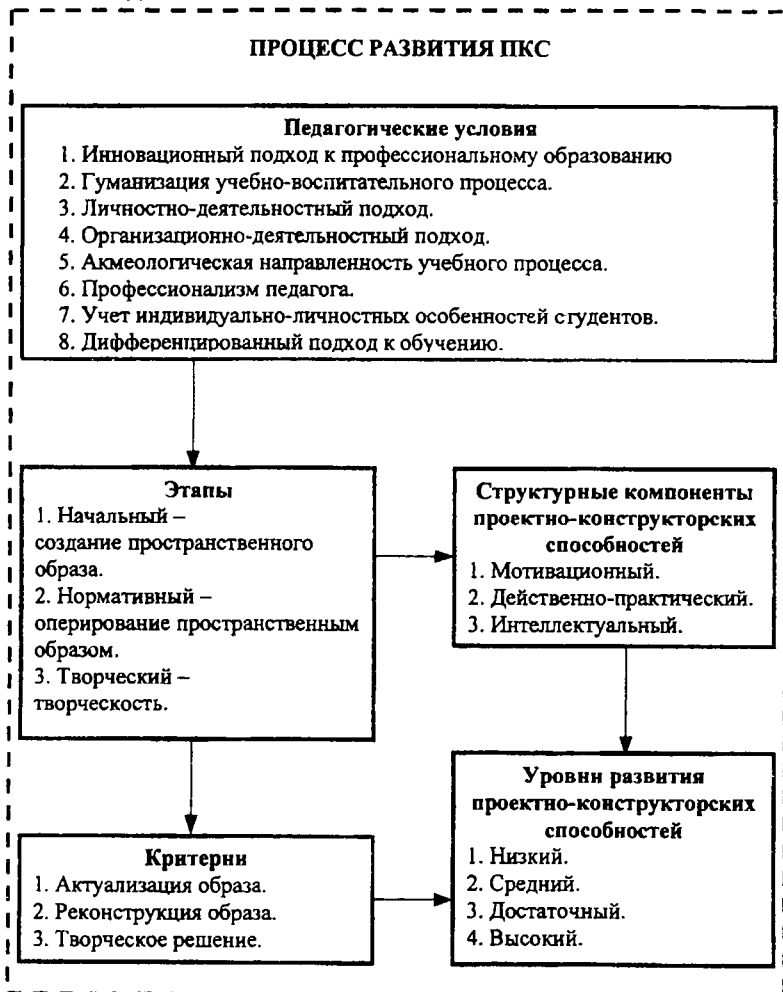 ПРОЦЕСС РАЗВИТИЯ ПКС
Педагогические условия
1. Инновационный подход к профессиональному образованию
2. Гуманизация учебно-воспитательного процесса.
3. Личностно-деятельностный подход.
4. Организационно-деятельностный подход.
5. Акмеологическая направленность учебного процесса.
6. Профессионализм педагога.
7. Учет индивидуально-личностных особенностей студентов.
8. Дифференцированный подход к обучению.
Этапы
1. Начальный –
создание пространственного
образа.
2. Нормативный –
оперирование пространственным
образом.
3. Творческий –
творческость.
Структурные компоненты
проектно-конструкторских
способностей
1. Мотивационный.
2. Действенно-практический.
3. Интеллектуальный.
Критерии
1. Актуализация образа.
2. Реконструкция образа.
3. Творческое решение.
Уровни развития
проектно-конструкторских
способностей
1. Низкий.
2. Средний.
3. Достаточный.
4. Высокий.